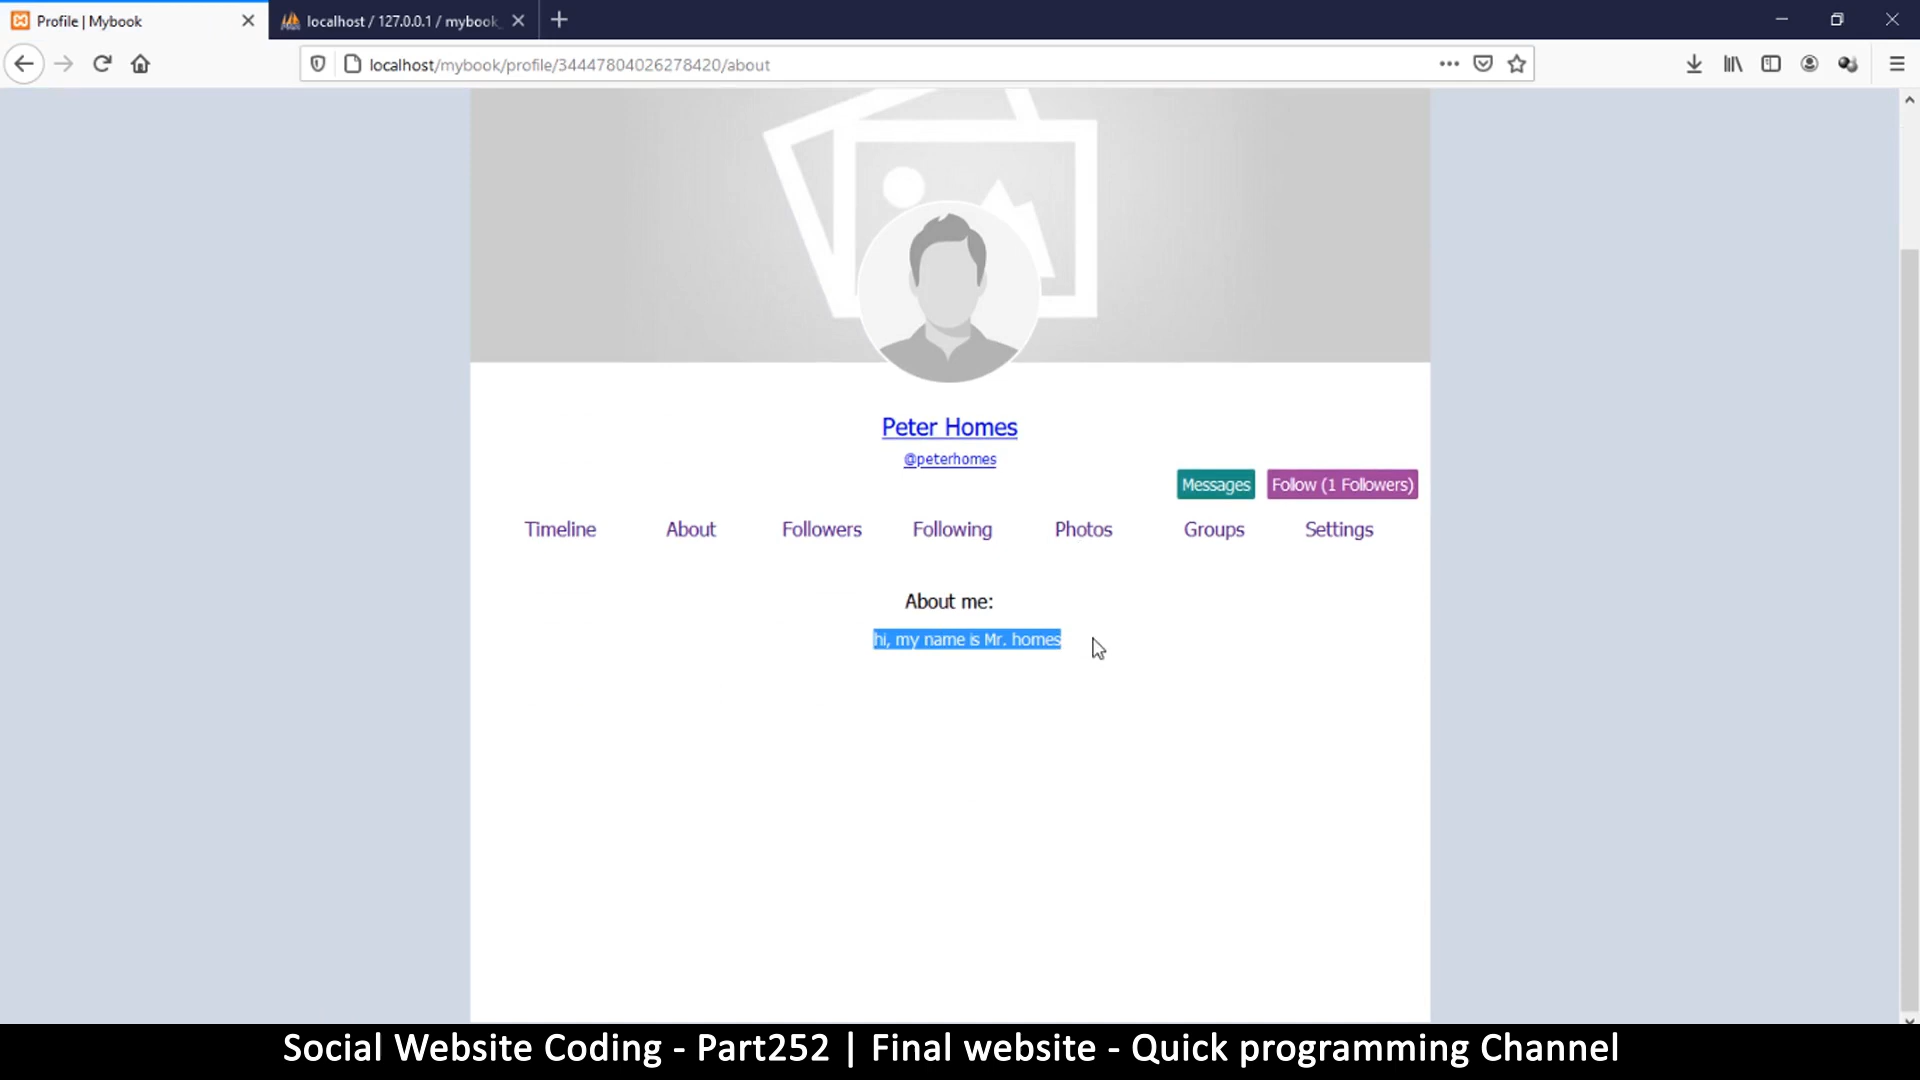 Profile | Mybook
localhost / 127.0.0.1 / mybook
localhost/mybook/profile/34447804026278420/about
Peter Homes
@peterhomes
Messages
Follow (1 Followers)
Timeline About Followers Following Photos Groups Settings
About me:
hi, my name is Mr. homes
Social Website Coding - Part252 | Final website - Quick programming Channel